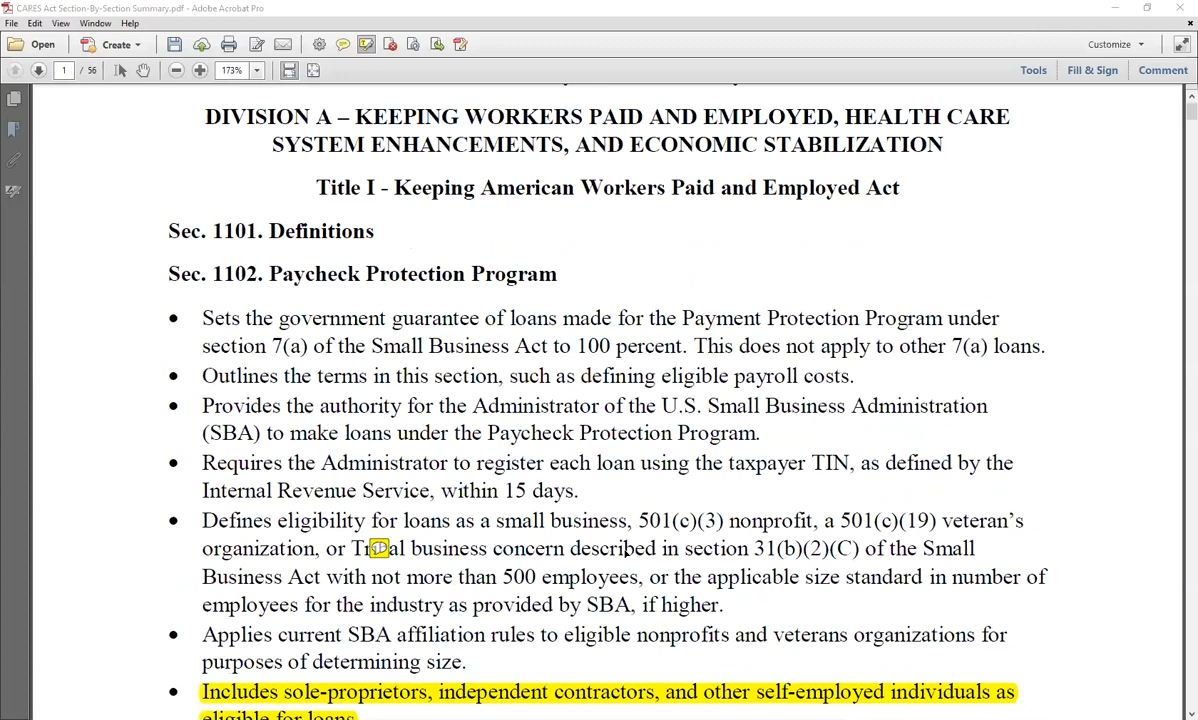 CARES Act Section-By-Section Summary.pdf - Adobe Acrobat Pro
File Edit View Window Help
Open Create Customize
1 / 56 173% Tools Fill & Sign Comment
DIVISION A – KEEPING WORKERS PAID AND EMPLOYED, HEALTH CARE
SYSTEM ENHANCEMENTS, AND ECONOMIC STABILIZATION
Title I - Keeping American Workers Paid and Employed Act
Sec. 1101. Definitions
Sec. 1102. Paycheck Protection Program
• Sets the government guarantee of loans made for the Payment Protection Program under
section 7(a) of the Small Business Act to 100 percent. This does not apply to other 7(a) loans.
• Outlines the terms in this section, such as defining eligible payroll costs.
• Provides the authority for the Administrator of the U.S. Small Business Administration
(SBA) to make loans under the Paycheck Protection Program.
• Requires the Administrator to register each loan using the taxpayer TIN, as defined by the
Internal Revenue Service, within 15 days.
• Defines eligibility for loans as a small business, 501(c)(3) nonprofit, a 501(c)(19) veteran’s
organization, or business concern described in section 31(b)(2)(C) of the Small
Business Act with not more than 500 employees, or the applicable size standard in number of
employees for the industry as provided by SBA, if higher.
• Applies current SBA affiliation rules to eligible nonprofits and veterans organizations for
purposes of determining size.
• Includes sole-proprietors, independent contractors, and other self-employed individuals as
eligible for loans